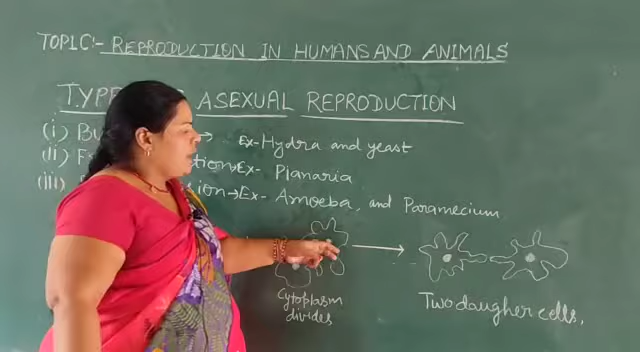 TOPIC:- REPRODUCTION IN HUMANS AND ANIMALS
ASEXUAL REPRODUCTION
(i) Ex- Hydra and yeast
(ii) Ex- Planaria
(iii) Ex- Amoeba, and Paramecium
Cytoplasm
divides
Two daugher cells.